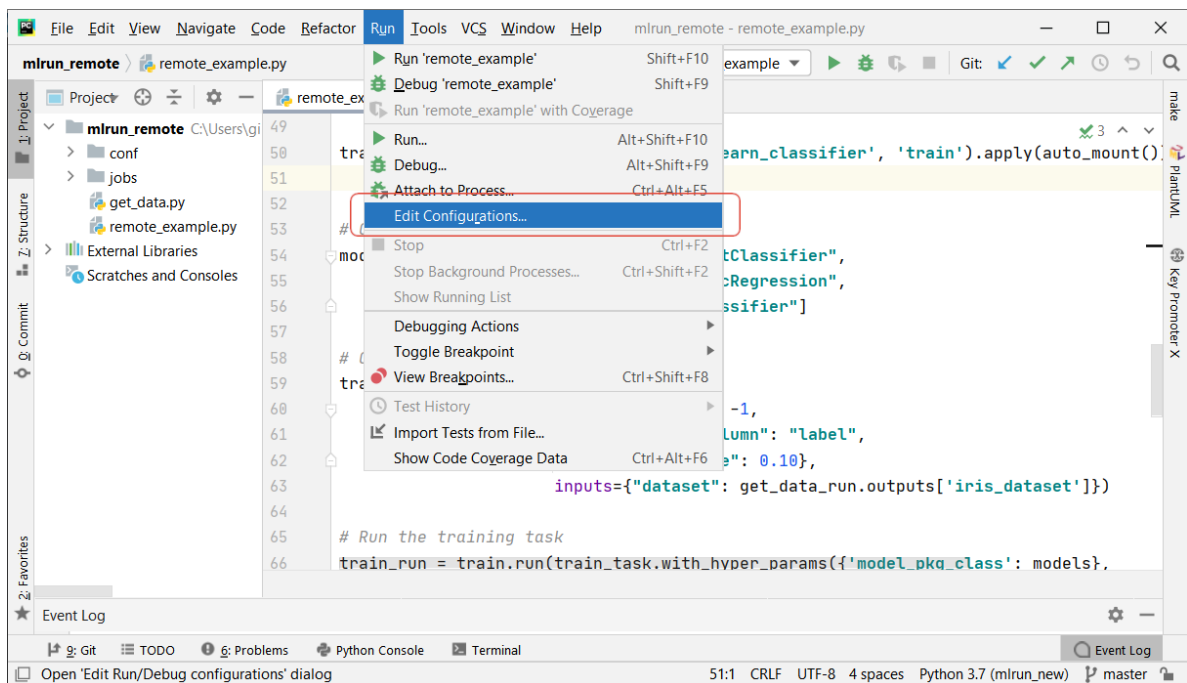 PC File Edit View Navigate Code Refactor Run Tools VCS Window Help mlrun_remote - remote_example.py
mlrun_remote remote_example.py example Git:
Run 'remote_example' Shift+F10
Debug 'remote_example' Shift+F9
Run 'remote_example' with Coverage
Run... Alt+Shift+F10
Debug... Alt+Shift+F9
Attach to Process... Ctrl+Alt+F5
Edit Configurations...
Stop Ctrl+F2
Stop Background Processes... Ctrl+Shift+F2
Show Running List
Debugging Actions
Toggle Breakpoint
View Breakpoints... Ctrl+Shift+F8
Test History
Import Tests from File...
Show Code Coverage Data Ctrl+Alt+F6
1: Project
7: Structure
0: Commit
2: Favorites
Project
mlrun_remote C:\Users\gi
conf
jobs
get_data.py
remote_example.py
External Libraries
Scratches and Consoles
remote_ex
49
50 tra earn_classifier', 'train').apply(auto_mount())
51
52
53 #
54 mod tClassifier",
55 cRegression",
56 ssifier"]
57
58 #
59 tra
60 -1,
61 lumn": "label",
62 e": 0.10},
63 inputs={"dataset": get_data_run.outputs['iris_dataset']})
64
65 # Run the training task
66 train_run = train.run(train_task.with_hyper_params({'model_pkg_class': models},
3
make
PlantUML
Key Promoter X
Event Log
9: Git TODO 6: Problems Python Console Terminal Event Log
Open 'Edit Run/Debug configurations' dialog 51:1 CRLF UTF-8 4 spaces Python 3.7 (mlrun_new) master